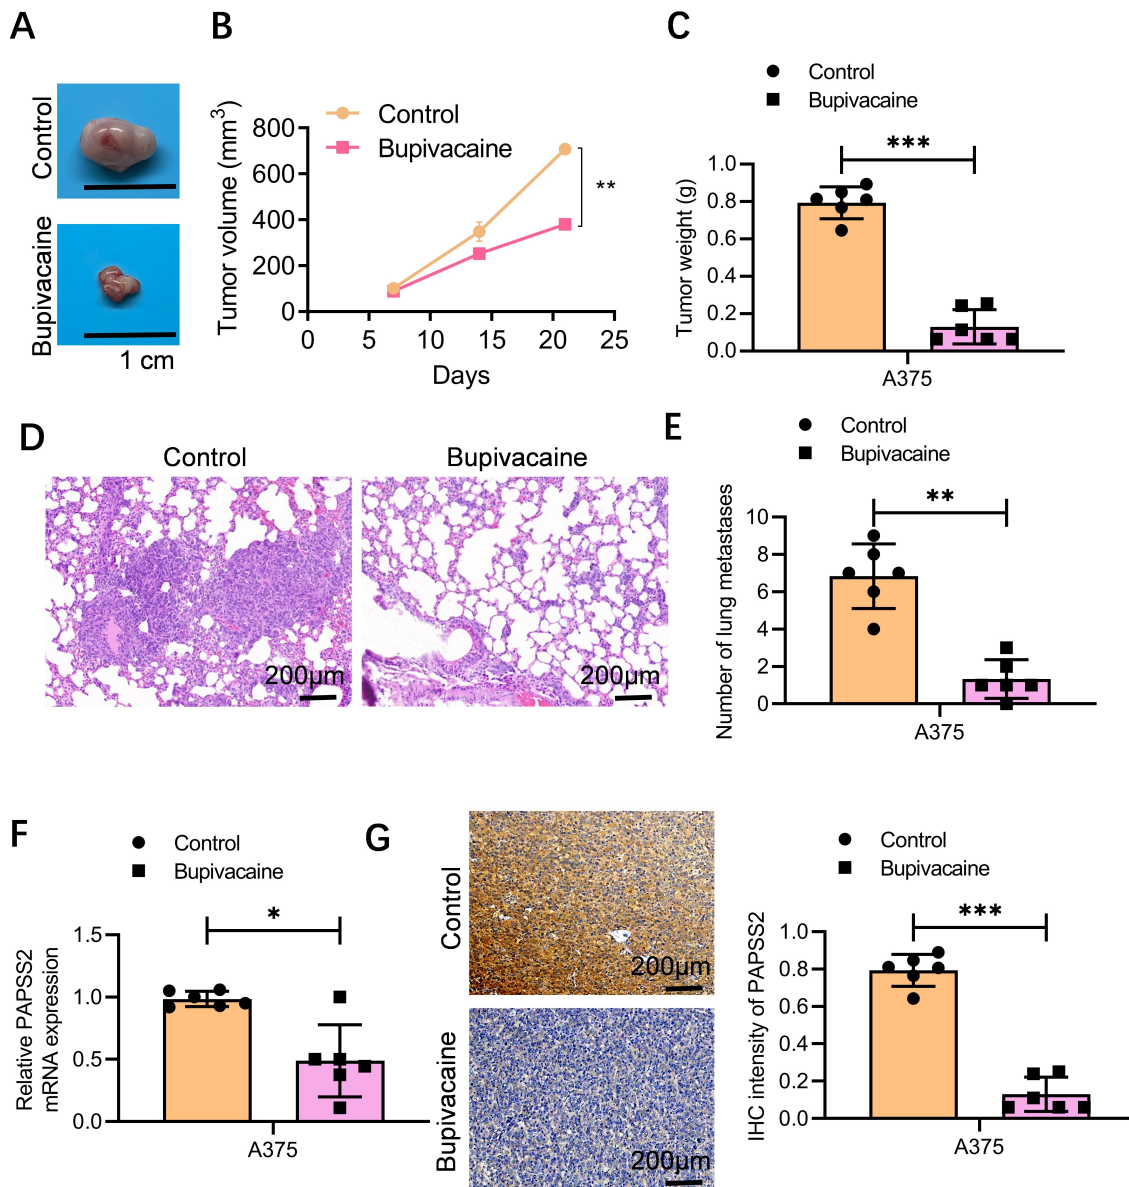 A
Control
Bupivacaine
1 cm
B
Control
Bupivacaine
Tumor volume (mm³)
800
600
400
200
0
**
0 5 10 15 20 25
Days
C
Control
Bupivacaine
***
Tumor weight (g)
1.0
0.8
0.6
0.4
0.2
0.0
A375
D
Control
Bupivacaine
200μm
200μm
E
Control
Bupivacaine
**
Number of lung metastases
10
8
6
4
2
0
A375
F
Control
Bupivacaine
*
Relative PAPSS2
mRNA expression
1.5
1.0
0.5
0.0
A375
G
Control
200μm
Bupivacaine
200μm
Control
Bupivacaine
***
IHC intensity of PAPSS2
1.0
0.8
0.6
0.4
0.2
0.0
A375